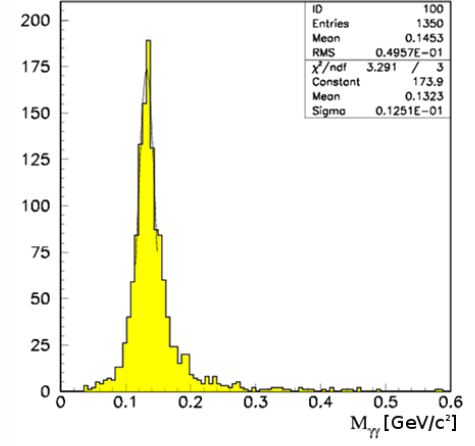 ID 100
Entries 1350
Mean 0.1453
RMS 0.4957E-01
χ²/ndf 3.291 / 3
Constant 173.9
Mean 0.1323
Sigma 0.1251E-01
200
175
150
125
100
75
50
25
0
0 0.1 0.2 0.3 0.4 0.5 0.6
Mγγ [GeV/c²]